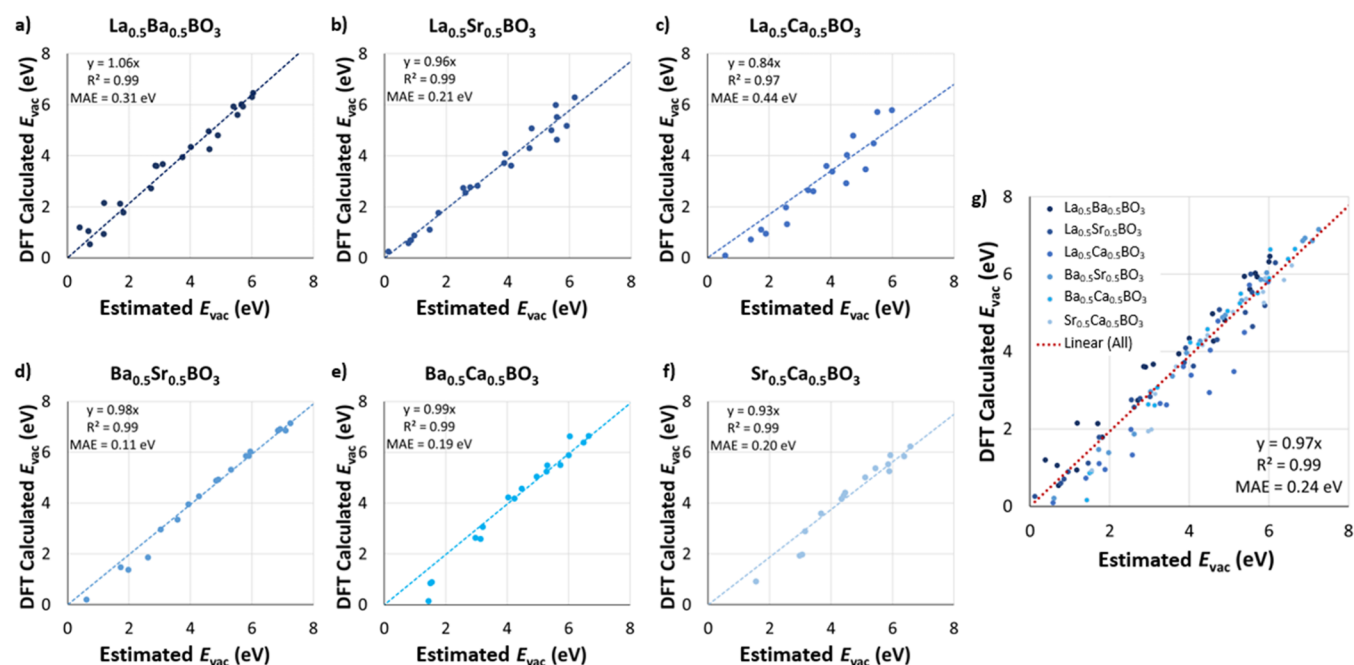 a) La0.5Ba0.5BO3
DFT Calculated Evac (eV)
8
6
4
2
0
y = 1.06x
R² = 0.99
MAE = 0.31 eV
0 2 4 6 8
Estimated Evac (eV)
b) La0.5Sr0.5BO3
DFT Calculated Evac (eV)
8
6
4
2
0
y = 0.96x
R² = 0.99
MAE = 0.21 eV
0 2 4 6 8
Estimated Evac (eV)
c) La0.5Ca0.5BO3
DFT Calculated Evac (eV)
8
6
4
2
0
y = 0.84x
R² = 0.97
MAE = 0.44 eV
0 2 4 6 8
Estimated Evac (eV)
d) Ba0.5Sr0.5BO3
DFT Calculated Evac (eV)
8
6
4
2
0
y = 0.98x
R² = 0.99
MAE = 0.11 eV
0 2 4 6 8
Estimated Evac (eV)
e) Ba0.5Ca0.5BO3
DFT Calculated Evac (eV)
8
6
4
2
0
y = 0.99x
R² = 0.99
MAE = 0.19 eV
0 2 4 6 8
Estimated Evac (eV)
f) Sr0.5Ca0.5BO3
DFT Calculated Evac (eV)
8
6
4
2
0
y = 0.93x
R² = 0.99
MAE = 0.20 eV
0 2 4 6 8
Estimated Evac (eV)
g)
DFT Calculated Evac (eV)
8
6
4
2
0
La0.5Ba0.5BO3
La0.5Sr0.5BO3
La0.5Ca0.5BO3
Ba0.5Sr0.5BO3
Ba0.5Ca0.5BO3
Sr0.5Ca0.5BO3
Linear (All)
y = 0.97x
R² = 0.99
MAE = 0.24 eV
0 2 4 6 8
Estimated Evac (eV)